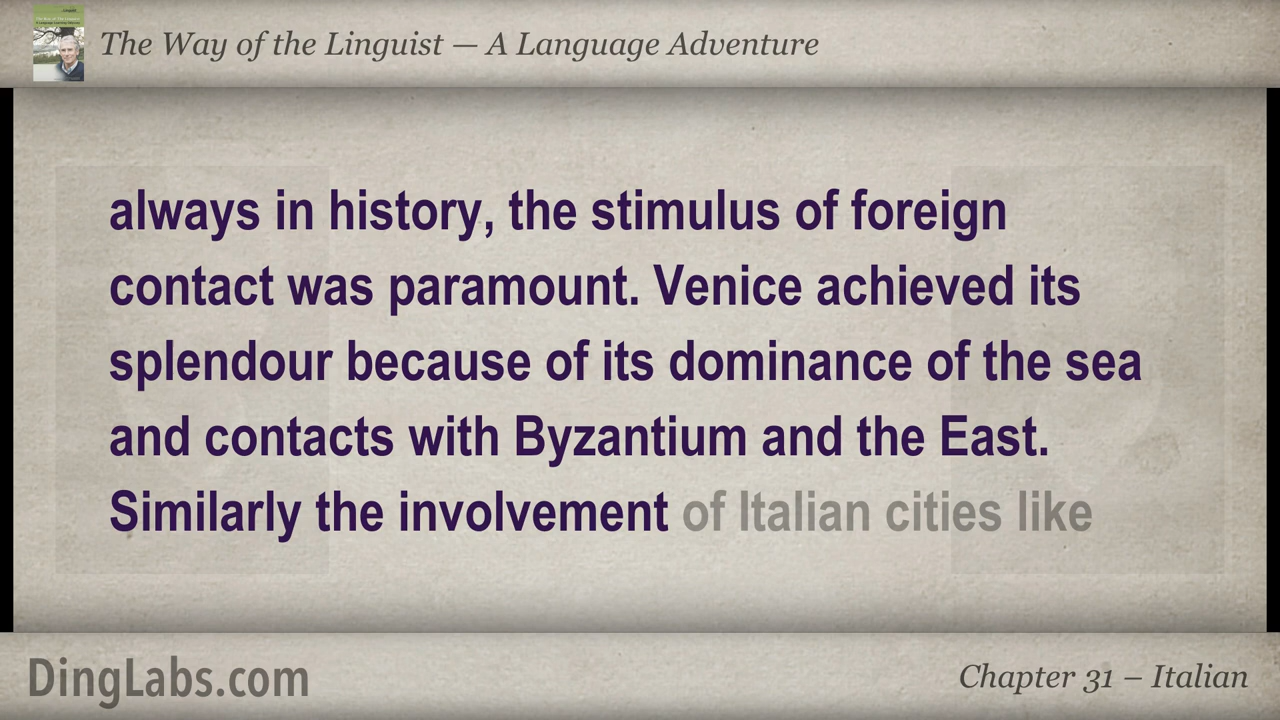 The Way of the Linguist — A Language Adventure
always in history, the stimulus of foreign
contact was paramount. Venice achieved its
splendour because of its dominance of the sea
and contacts with Byzantium and the East.
Similarly the involvement of Italian cities like
DingLabs.com
Chapter 31 – Italian